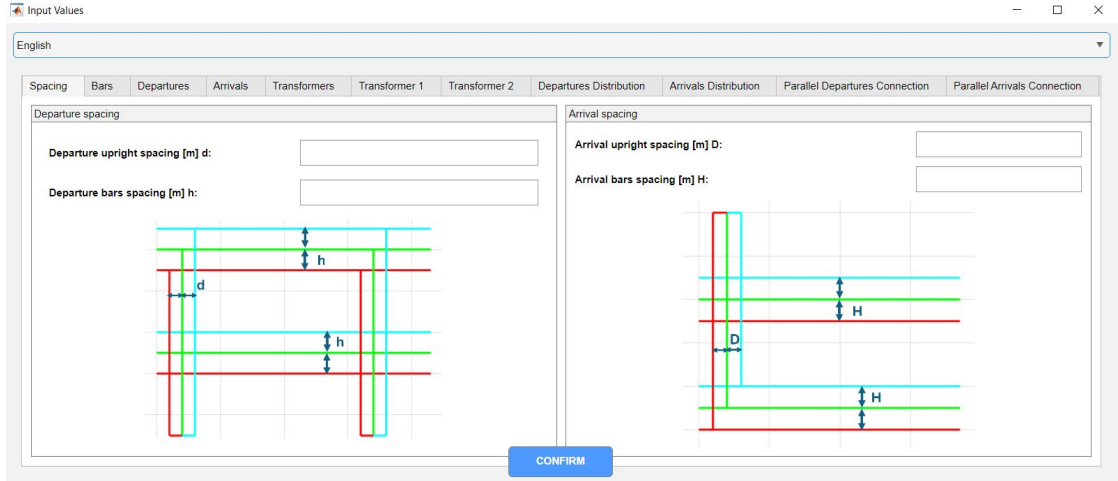 Input Values
English
Spacing Bars Departures Arrivals Transformers Transformer 1 Transformer 2 Departures Distribution Arrivals Distribution Parallel Departures Connection Parallel Arrivals Connection
Departure spacing
Departure upright spacing [m] d:
Departure bars spacing [m] h:
h
d
h
Arrival spacing
Arrival upright spacing [m] D:
Arrival bars spacing [m] H:
H
D
H
CONFIRM